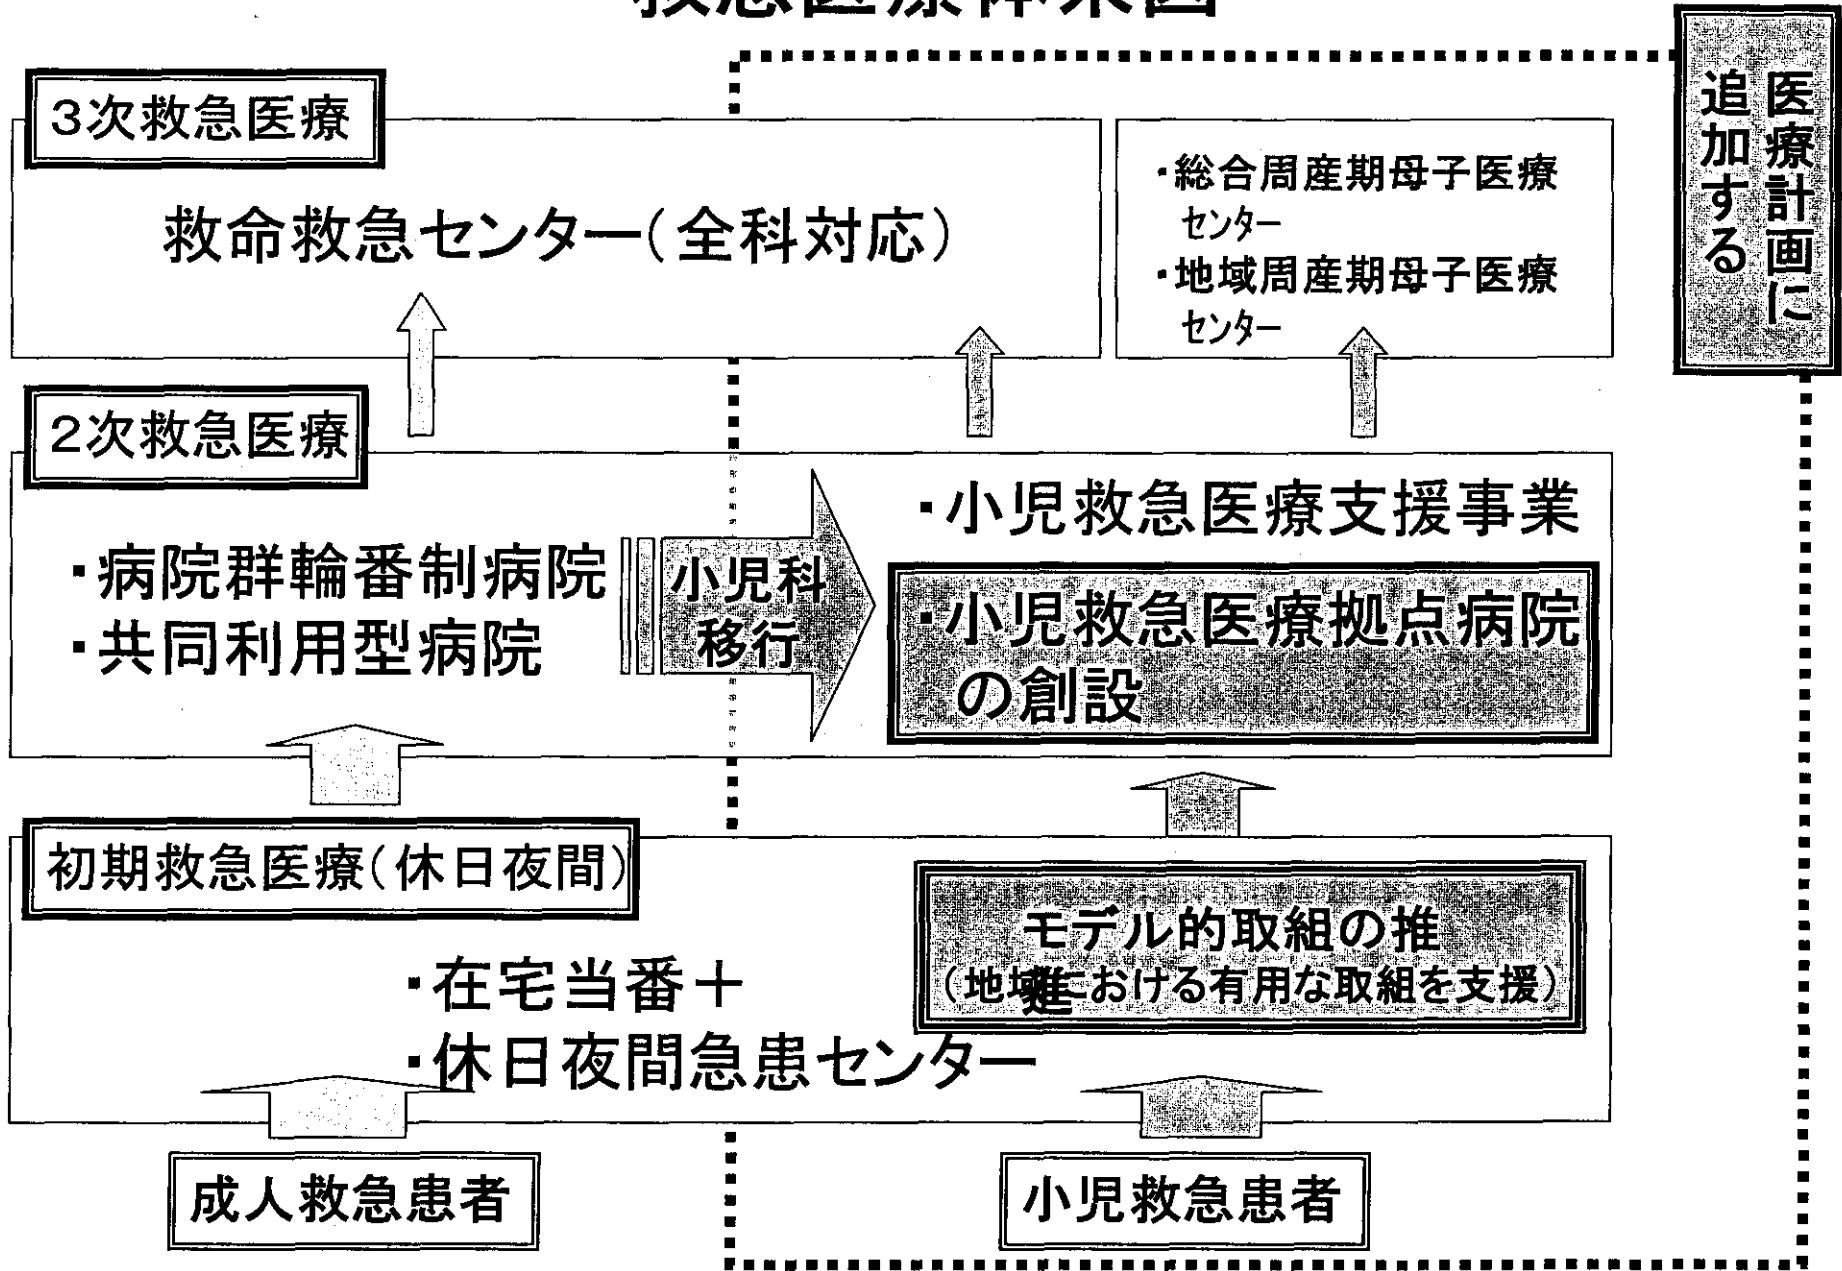 救急医療体系図
医療計画に
追加する
3次救急医療
救命救急センター(全科対応)
・総合周産期母子医療
センター
・地域周産期母子医療
センター
2次救急医療
・病院群輪番制病院
・共同利用型病院
小児科
移行
・小児救急医療支援事業
・小児救急医療拠点病院
の創設
初期救急医療(休日夜間)
・在宅当番+
・休日夜間急患センター
モデル的取組の推
進
(地域における有用な取組を支援)
成人救急患者
小児救急患者